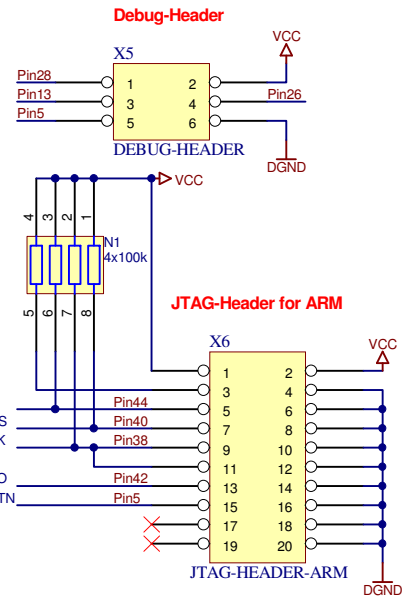 Debug-Header
X5
VCC
Pin28 1 2
Pin13 3 4 Pin26
Pin5 5 6
DEBUG-HEADER
DGND
VCC
4 3 2 1
N1
4x100k
5 6 7 8
JTAG-Header for ARM
X6
VCC
1 2
3 4
Pin44 5 6
S Pin40 7 8
K Pin38 9 10
11 12
O Pin42 13 14
TN Pin5 15 16
17 18
19 20
JTAG-HEADER-ARM
DGND